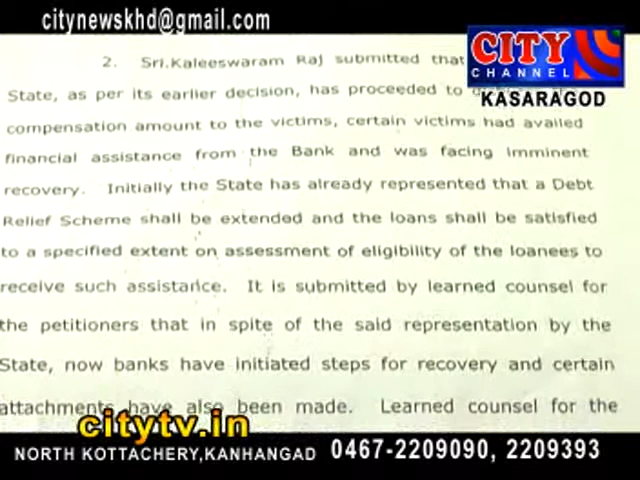 citynewskhd@gmail.com
CITY
CHANNEL
KASARAGOD
2. Sri.Kaleeswaram Raj submitted that
State, as per its earlier decision, has proceeded to
compensation amount to the victims, certain victims had availed
financial assistance from the Bank and was facing imminent
recovery. Initially the State has already represented that a Debt
Relief Scheme shall be extended and the loans shall be satisfied
to a specified extent on assessment of eligibility of the loanees to
receive such assistance. It is submitted by learned counsel for
the petitioners that in spite of the said representation by the
State, now banks have initiated steps for recovery and certain
attachments have also been made. Learned counsel for the
citytv.in
NORTH KOTTACHERY,KANHANGAD 0467-2209090, 2209393